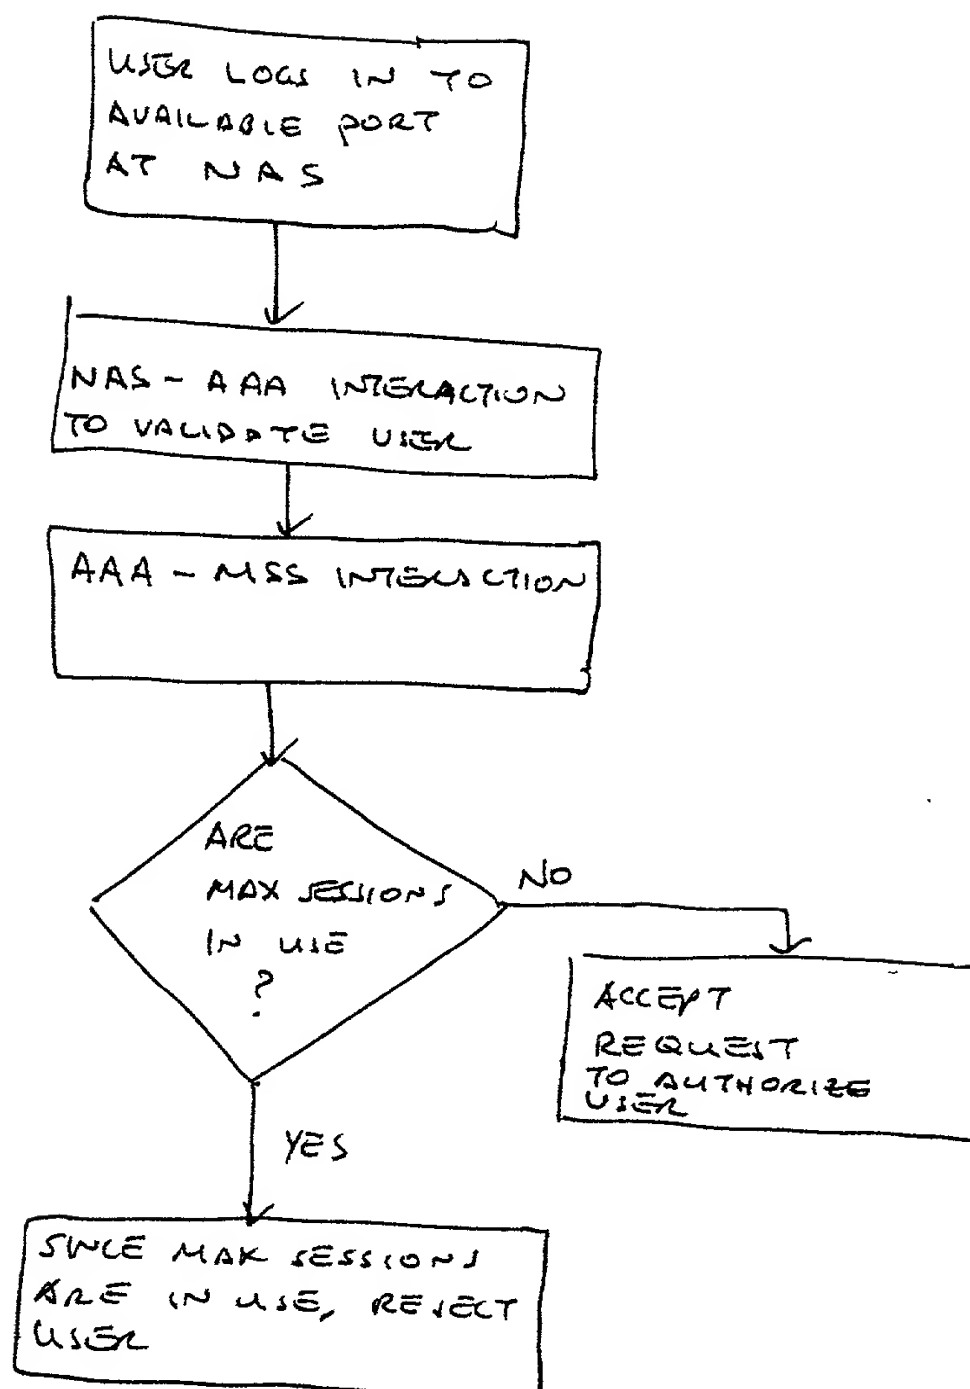 USER LOGS IN TO
AVAILABLE PORT
AT NAS
NAS - AAA INTERACTION
TO VALIDATE USER
AAA - MSS INTERACTION
ARE
MAX SESSIONS
IN USE
?
NO
ACCEPT
REQUEST
TO AUTHORIZE
USER
YES
SINCE MAX SESSIONS
ARE IN USE, REJECT
USER